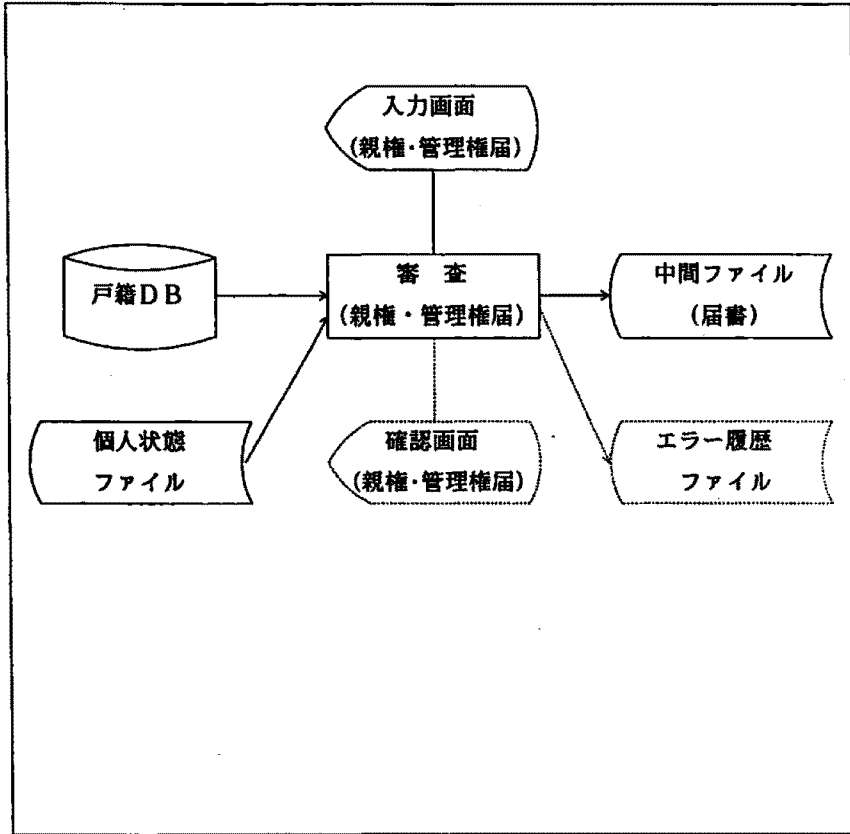 入力画面
(親権・管理権届)
戸籍DB
審　査
(親権・管理権届)
中間ファイル
(届書)
個人状態
ファイル
確認画面
(親権・管理権届)
エラー履歴
ファイル